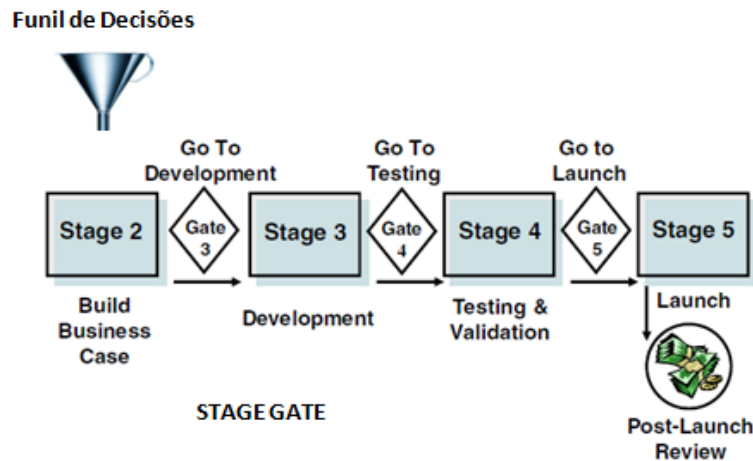 Funil de Decisões
Go To
Development
Go To
Testing
Go to
Launch
Stage 2
Gate
3
Stage 3
Gate
4
Stage 4
Gate
5
Stage 5
Build
Business
Case
Development
Testing &
Validation
Launch
STAGE GATE
Post-Launch
Review